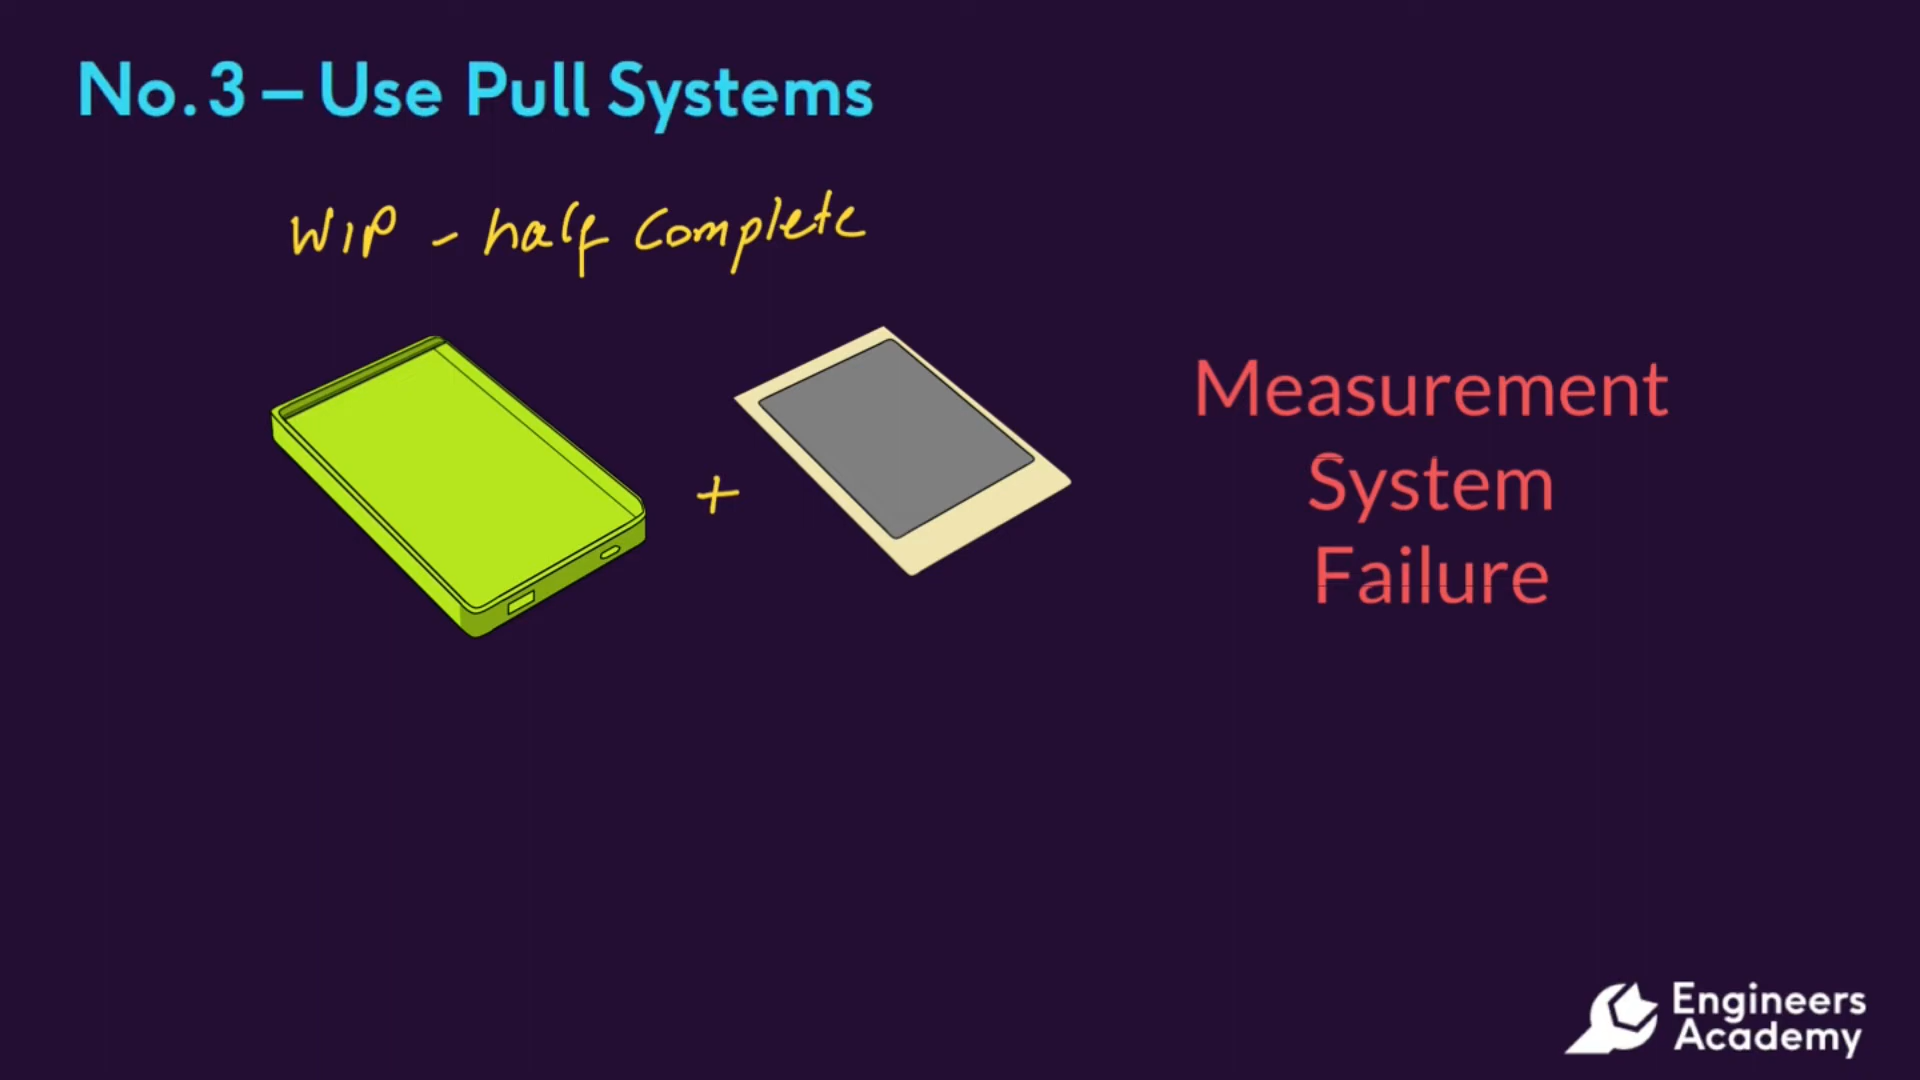 No. 3 – Use Pull Systems
WIP - half complete
+
Measurement
System
Failure
Engineers
Academy